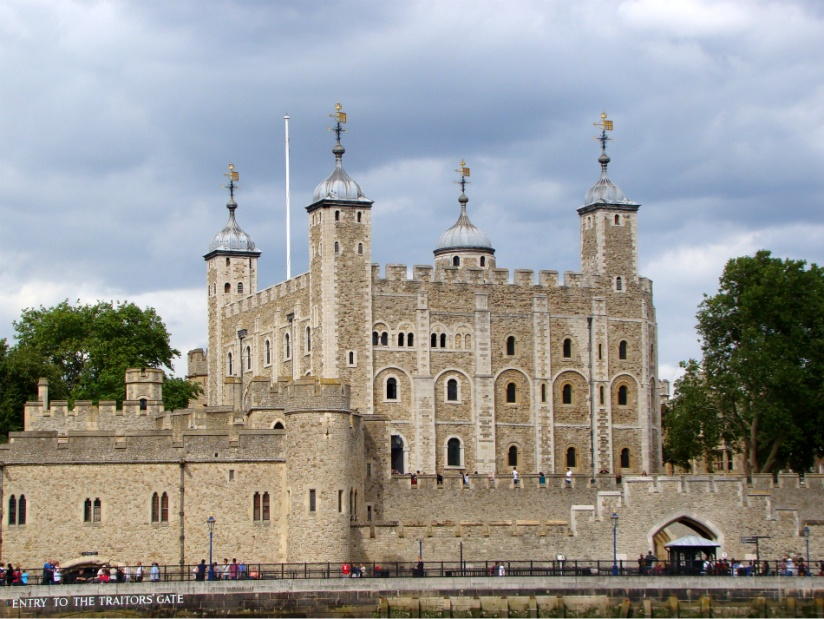 ENTRY TO THE TRAITORS' GATE